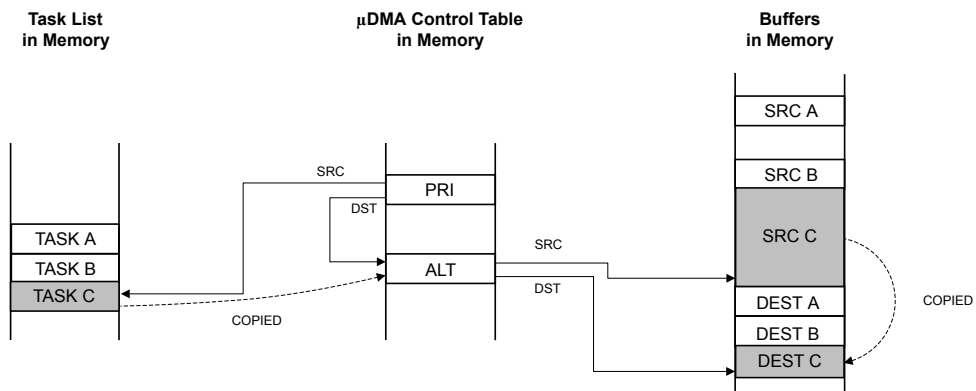 Task List
in Memory
µDMA Control Table
in Memory
Buffers
in Memory
SRC A
SRC B
SRC C
SRC
PRI
DST
TASK A
TASK B
TASK C
ALT
SRC
DST
COPIED
DEST A
DEST B
DEST C
COPIED